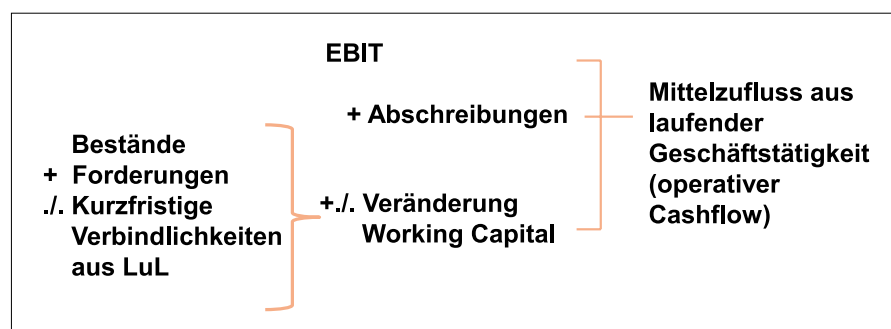 EBIT
+ Abschreibungen
Bestände
+ Forderungen
./. Kurzfristige
Verbindlichkeiten
aus LuL
+./. Veränderung
Working Capital
Mittelzufluss aus
laufender
Geschäftstätigkeit
(operativer
Cashflow)